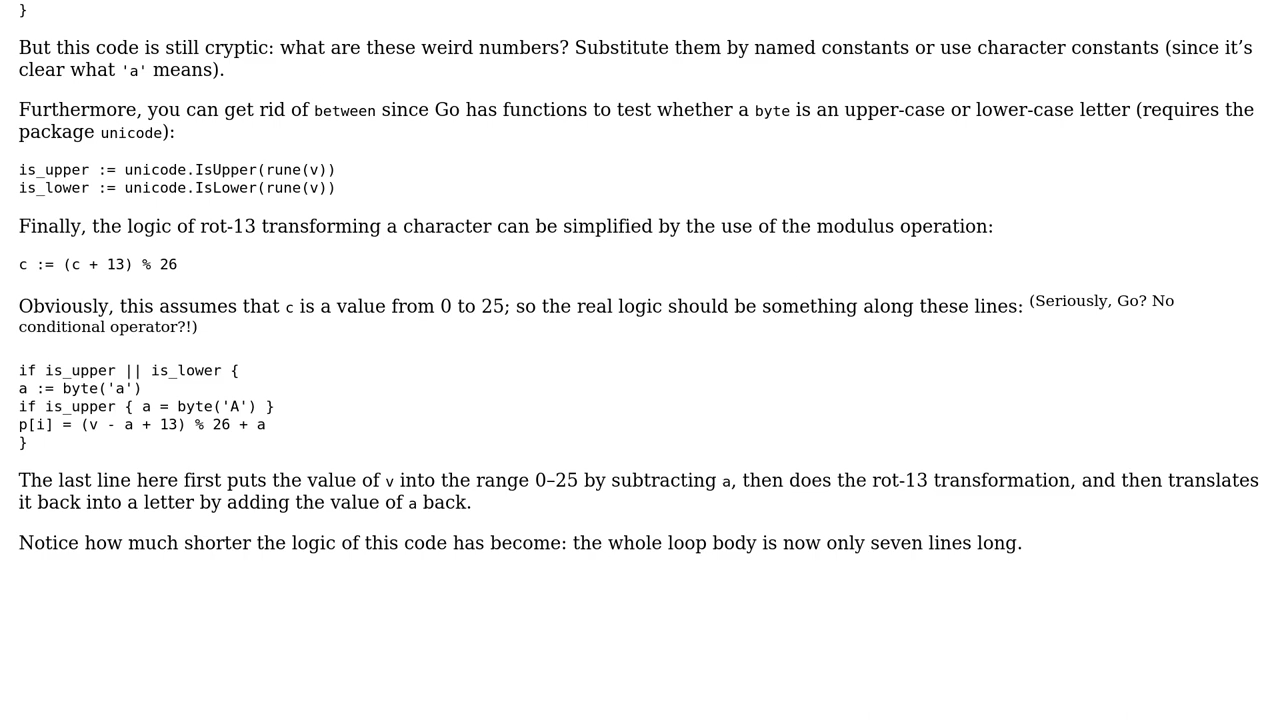 }
But this code is still cryptic: what are these weird numbers? Substitute them by named constants or use character constants (since it’s
clear what 'a' means).
Furthermore, you can get rid of between since Go has functions to test whether a byte is an upper-case or lower-case letter (requires the
package unicode):
is_upper := unicode.IsUpper(rune(v))
is_lower := unicode.IsLower(rune(v))
Finally, the logic of rot-13 transforming a character can be simplified by the use of the modulus operation:
c := (c + 13) % 26
Obviously, this assumes that c is a value from 0 to 25; so the real logic should be something along these lines: (Seriously, Go? No
conditional operator?!)
if is_upper || is_lower {
a := byte('a')
if is_upper { a = byte('A') }
p[i] = (v - a + 13) % 26 + a
}
The last line here first puts the value of v into the range 0–25 by subtracting a, then does the rot-13 transformation, and then translates
it back into a letter by adding the value of a back.
Notice how much shorter the logic of this code has become: the whole loop body is now only seven lines long.